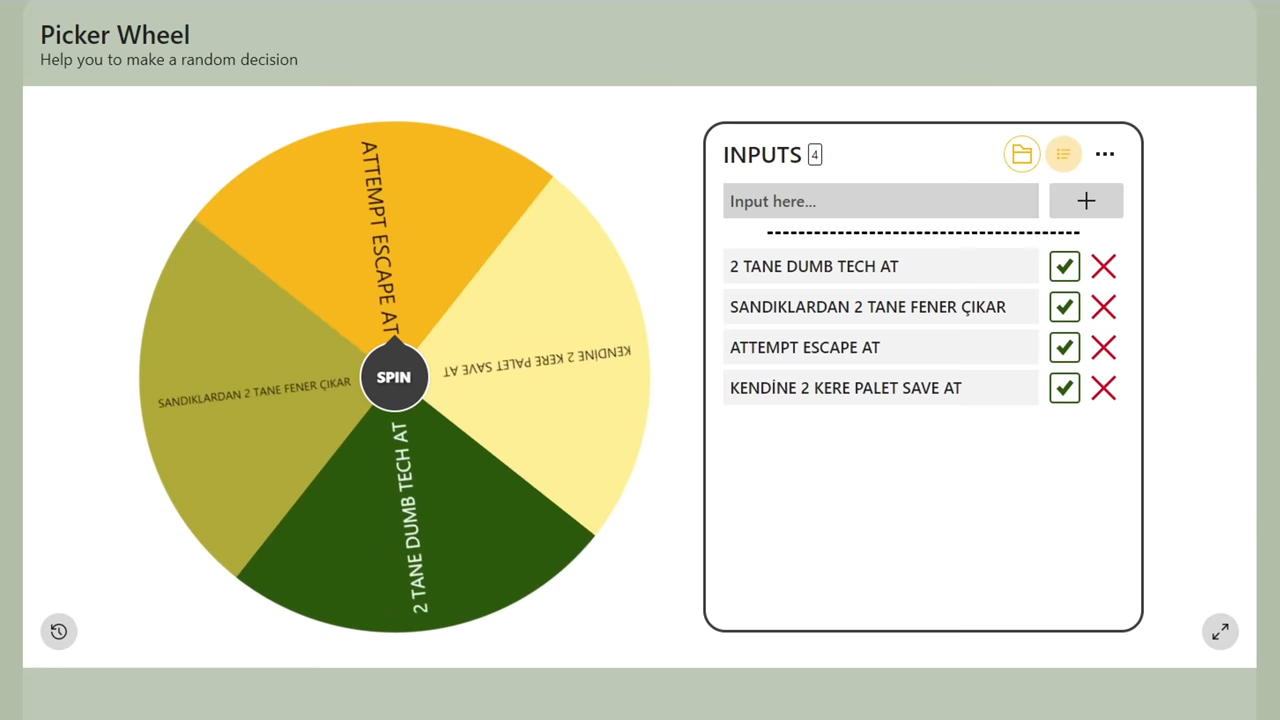 Picker Wheel
Help you to make a random decision
ATTEMPT ESCAPE AT
KENDİNE 2 KERE PALET SAVE AT
SANDIKLARDAN 2 TANE FENER ÇIKAR
SPIN
2 TANE DUMB TECH AT
INPUTS 4
Input here...
2 TANE DUMB TECH AT
SANDIKLARDAN 2 TANE FENER ÇIKAR
ATTEMPT ESCAPE AT
KENDİNE 2 KERE PALET SAVE AT